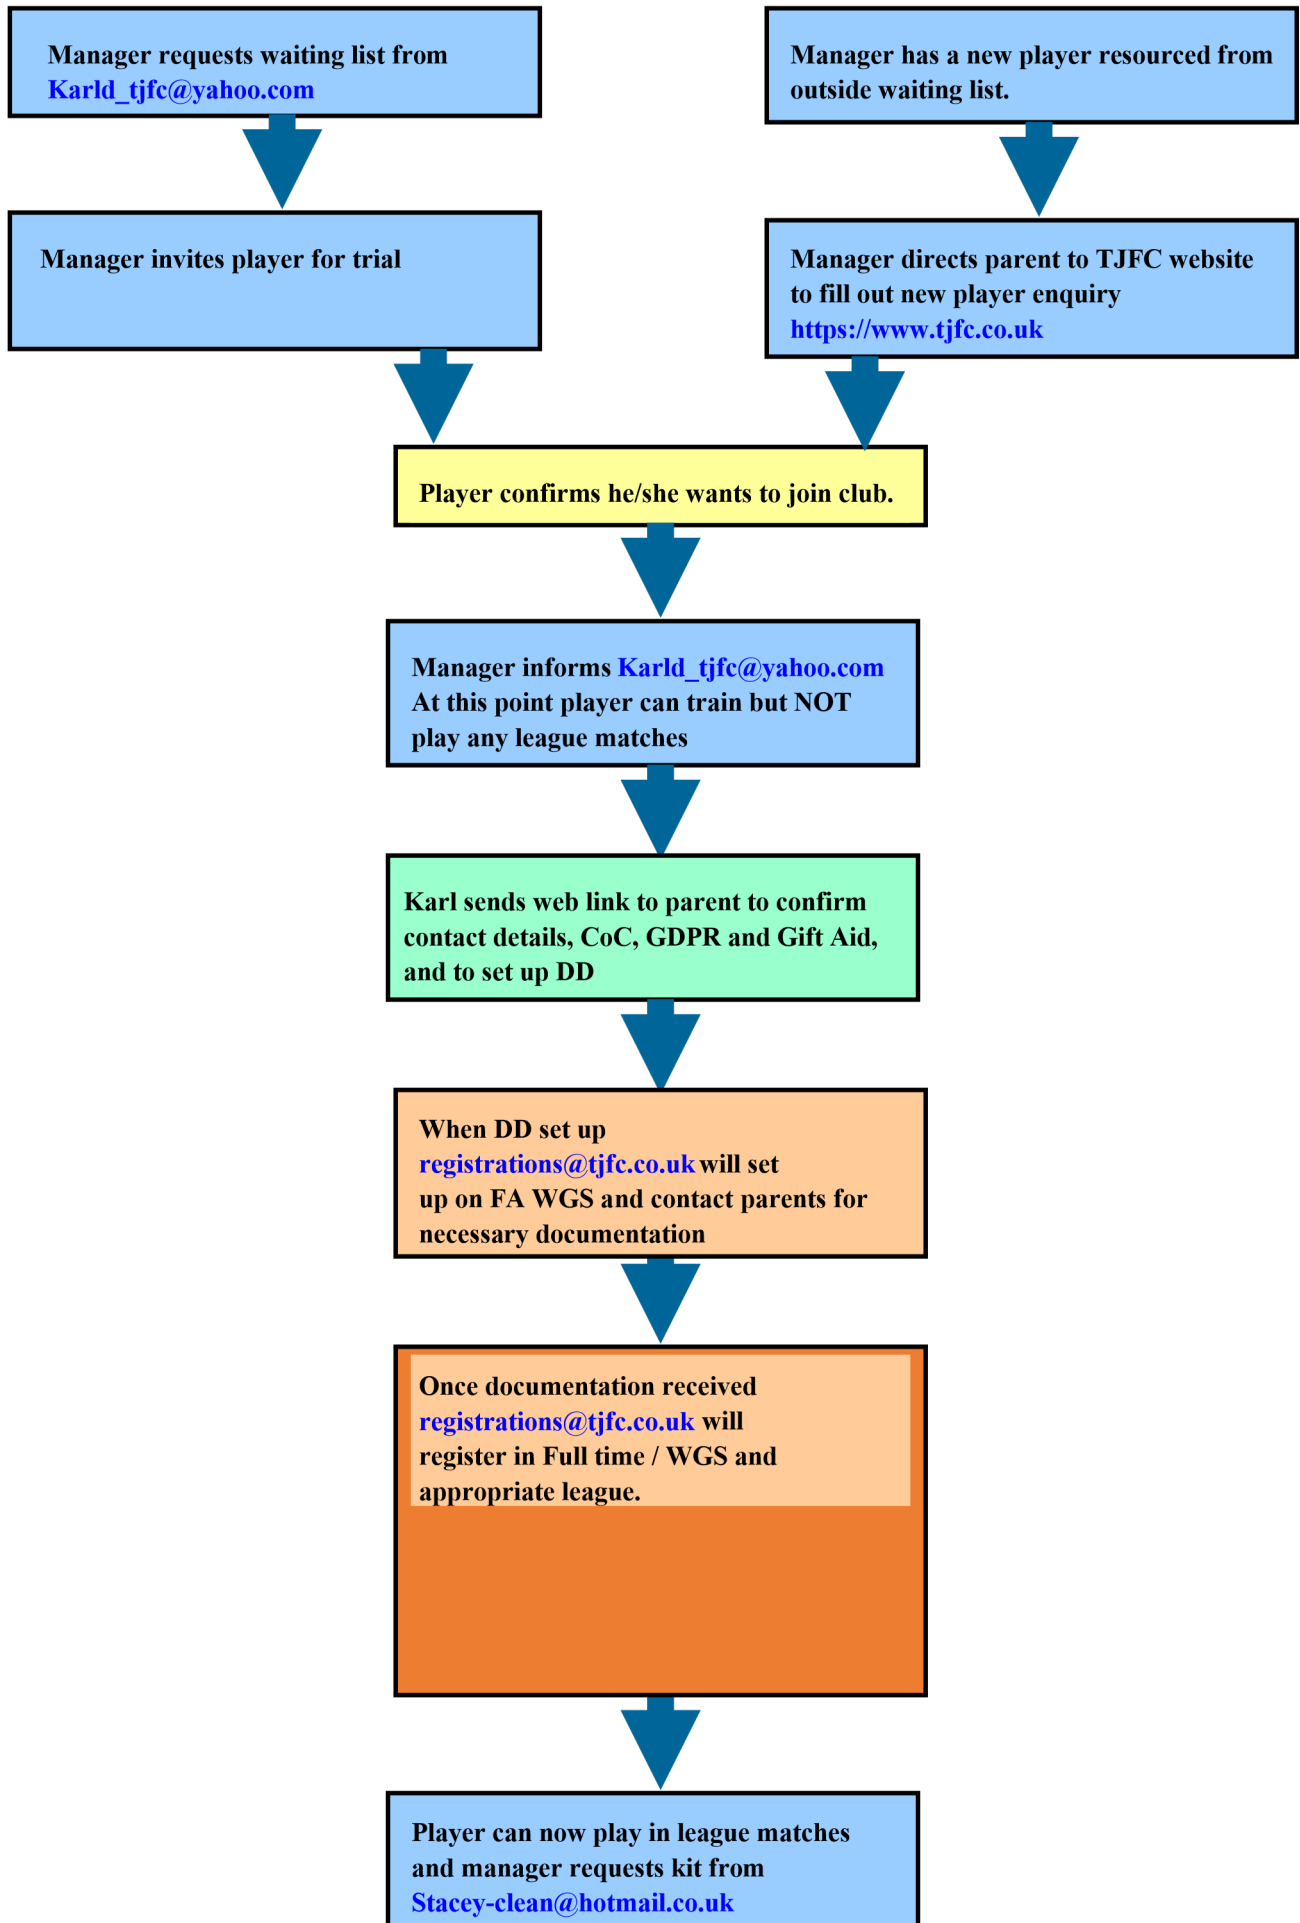 Manager requests waiting list from
Karld_tjfc@yahoo.com
Manager has a new player resourced from
outside waiting list.
Manager invites player for trial
Manager directs parent to TJFC website
to fill out new player enquiry
https://www.tjfc.co.uk
Player confirms he/she wants to join club.
Manager informs Karld_tjfc@yahoo.com
At this point player can train but NOT
play any league matches
Karl sends web link to parent to confirm
contact details, CoC, GDPR and Gift Aid,
and to set up DD
When DD set up
registrations@tjfc.co.uk will set
up on FA WGS and contact parents for
necessary documentation
Once documentation received
registrations@tjfc.co.uk will
register in Full time / WGS and
appropriate league.
Player can now play in league matches
and manager requests kit from
Stacey-clean@hotmail.co.uk